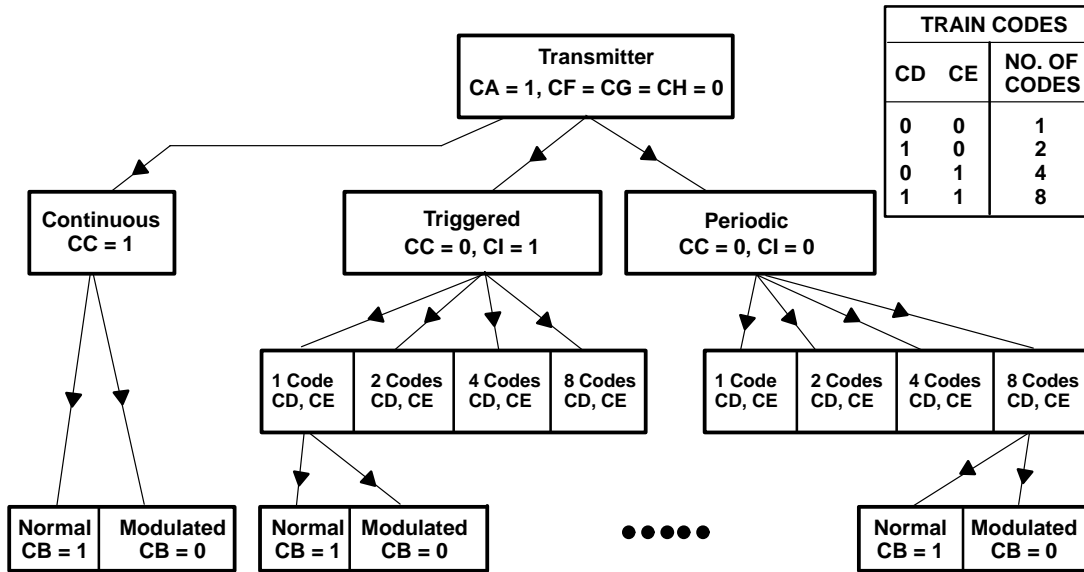 Transmitter
CA = 1, CF = CG = CH = 0
TRAIN CODES
CD CE NO. OF CODES
0 0 1
1 0 2
0 1 4
1 1 8
Continuous
CC = 1
Triggered
CC = 0, CI = 1
Periodic
CC = 0, CI = 0
1 Code
CD, CE
2 Codes
CD, CE
4 Codes
CD, CE
8 Codes
CD, CE
1 Code
CD, CE
2 Codes
CD, CE
4 Codes
CD, CE
8 Codes
CD, CE
Normal
CB = 1
Modulated
CB = 0
Normal
CB = 1
Modulated
CB = 0
Normal
CB = 1
Modulated
CB = 0